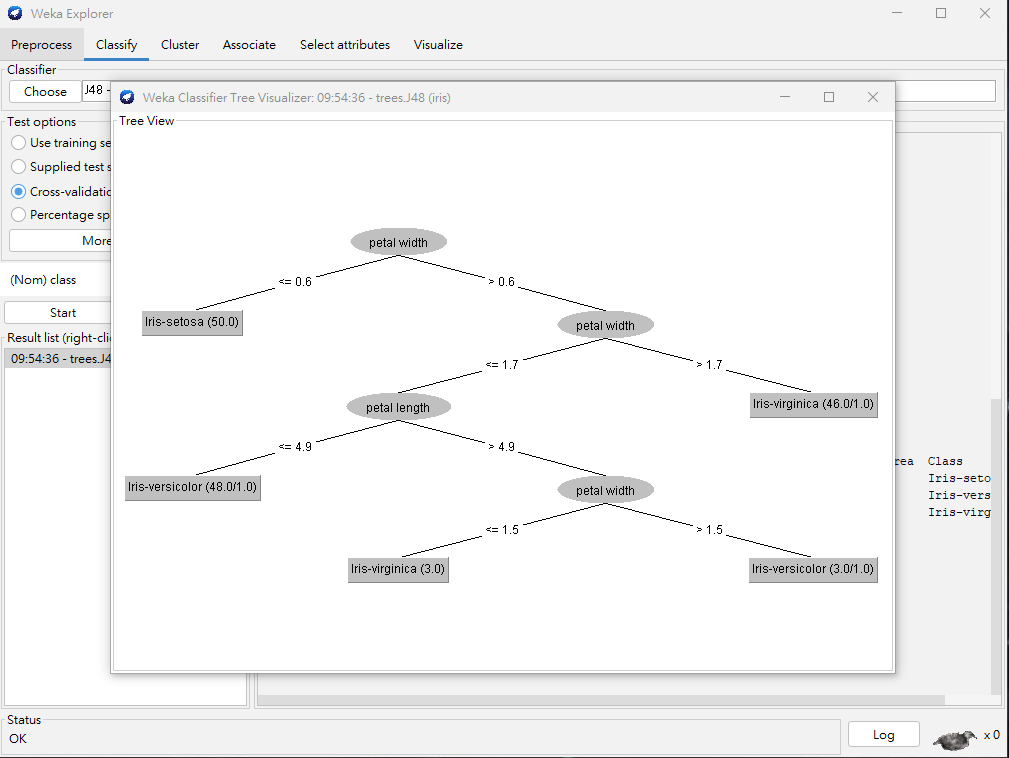 Weka Explorer
Preprocess Classify Cluster Associate Select attributes Visualize
Classifier
Choose J48 -
Weka Classifier Tree Visualizer: 09:54:36 - trees.J48 (iris)
Test options
Use training se
Supplied test s
Cross-validatio
Percentage sp
More
(Nom) class
Start
Result list (right-clic
09:54:36 - trees.J4
Tree View
petal width
<= 0.6 > 0.6
Iris-setosa (50.0)
petal width
<= 1.7 > 1.7
petal length
Iris-virginica (46.0/1.0)
<= 4.9 > 4.9
Iris-versicolor (48.0/1.0)
petal width
<= 1.5 > 1.5
Iris-virginica (3.0)
Iris-versicolor (3.0/1.0)
rea Class
Iris-seto
Iris-vers
Iris-virg
Status
OK
Log
x 0